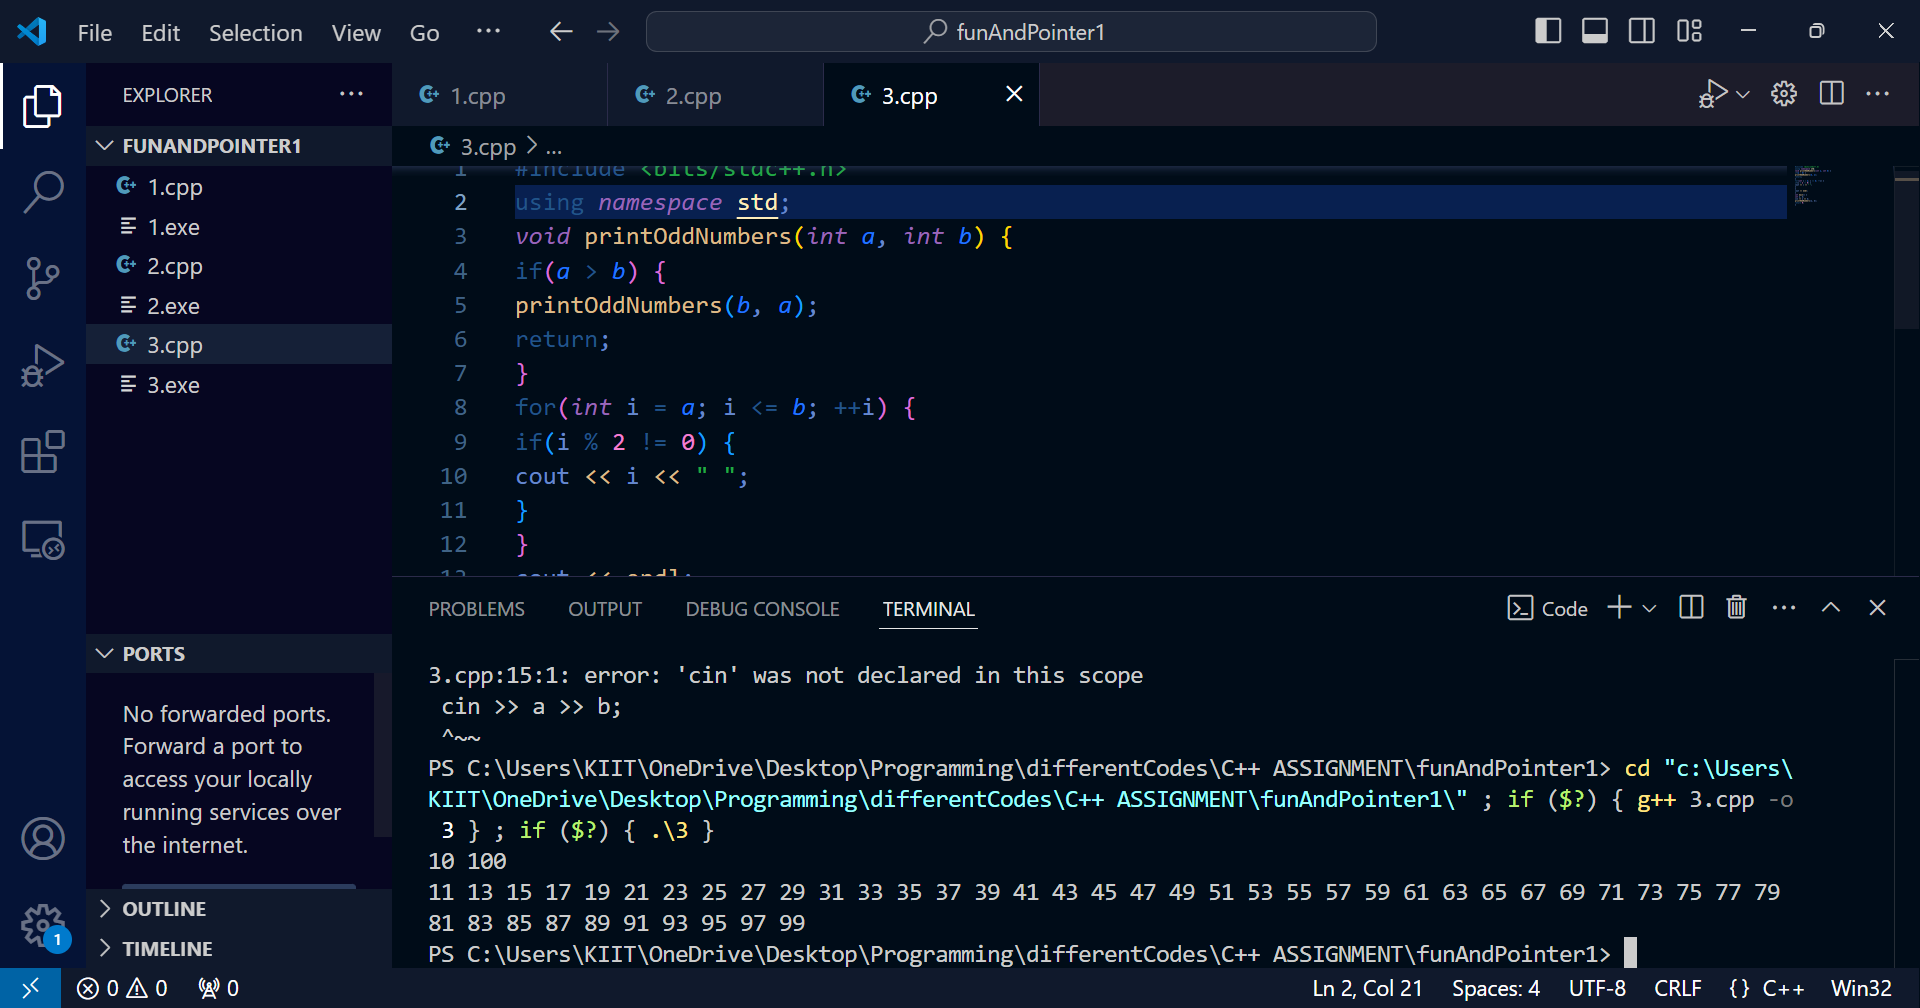 File Edit Selection View Go ··· funAndPointer1
EXPLORER ···
FUNANDPOINTER1
1.cpp
1.exe
2.cpp
2.exe
3.cpp
3.exe
PORTS
No forwarded ports.
Forward a port to
access your locally
running services over
the internet.
OUTLINE
TIMELINE
1
1.cpp 2.cpp 3.cpp
3.cpp > ...
1 #include <bits/stdc++.h>
2 using namespace std;
3 void printOddNumbers(int a, int b) {
4 if(a > b) {
5 printOddNumbers(b, a);
6 return;
7 }
8 for(int i = a; i <= b; ++i) {
9 if(i % 2 != 0) {
10 cout << i << " ";
11 }
12 }
13 cout << endl;
PROBLEMS OUTPUT DEBUG CONSOLE TERMINAL Code
3.cpp:15:1: error: 'cin' was not declared in this scope
cin >> a >> b;
^~~
PS C:\Users\KIIT\OneDrive\Desktop\Programming\differentCodes\C++ ASSIGNMENT\funAndPointer1> cd "c:\Users\
KIIT\OneDrive\Desktop\Programming\differentCodes\C++ ASSIGNMENT\funAndPointer1\" ; if ($?) { g++ 3.cpp -o
3 } ; if ($?) { .\3 }
10 100
11 13 15 17 19 21 23 25 27 29 31 33 35 37 39 41 43 45 47 49 51 53 55 57 59 61 63 65 67 69 71 73 75 77 79
81 83 85 87 89 91 93 95 97 99
PS C:\Users\KIIT\OneDrive\Desktop\Programming\differentCodes\C++ ASSIGNMENT\funAndPointer1>
0 0 0 Ln 2, Col 21 Spaces: 4 UTF-8 CRLF {} C++ Win32